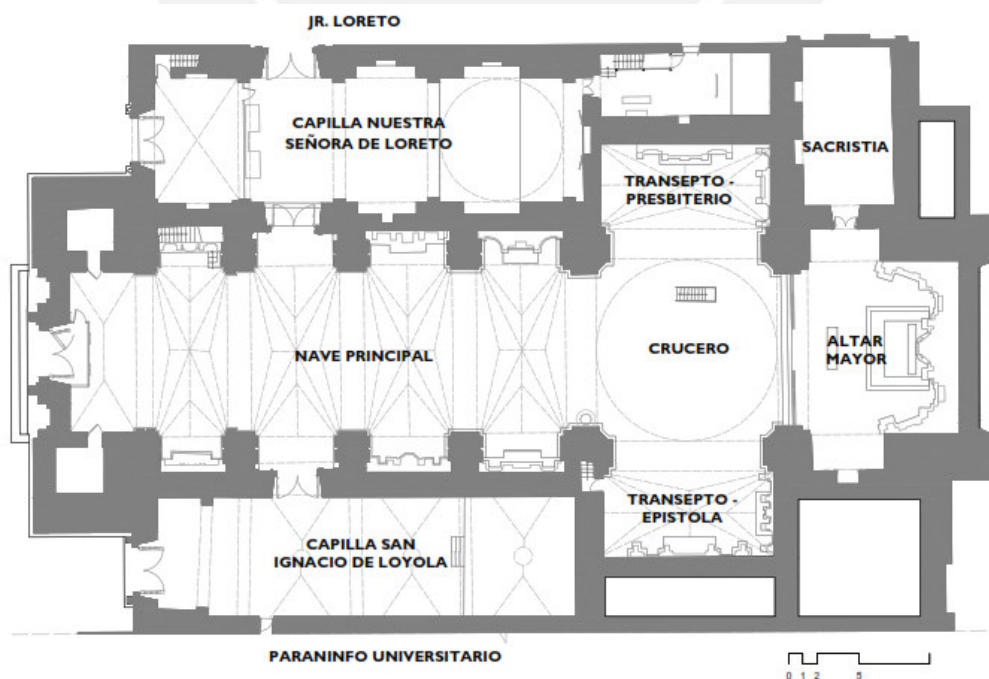 JR. LORETO
CAPILLA NUESTRA
SEÑORA DE LORETO
SACRISTIA
TRANSEPTO -
PRESBITERIO
NAVE PRINCIPAL
CRUCERO
ALTAR
MAYOR
TRANSEPTO -
EPISTOLA
CAPILLA SAN
IGNACIO DE LOYOLA
PARANINFO UNIVERSITARIO
0 1 2 5